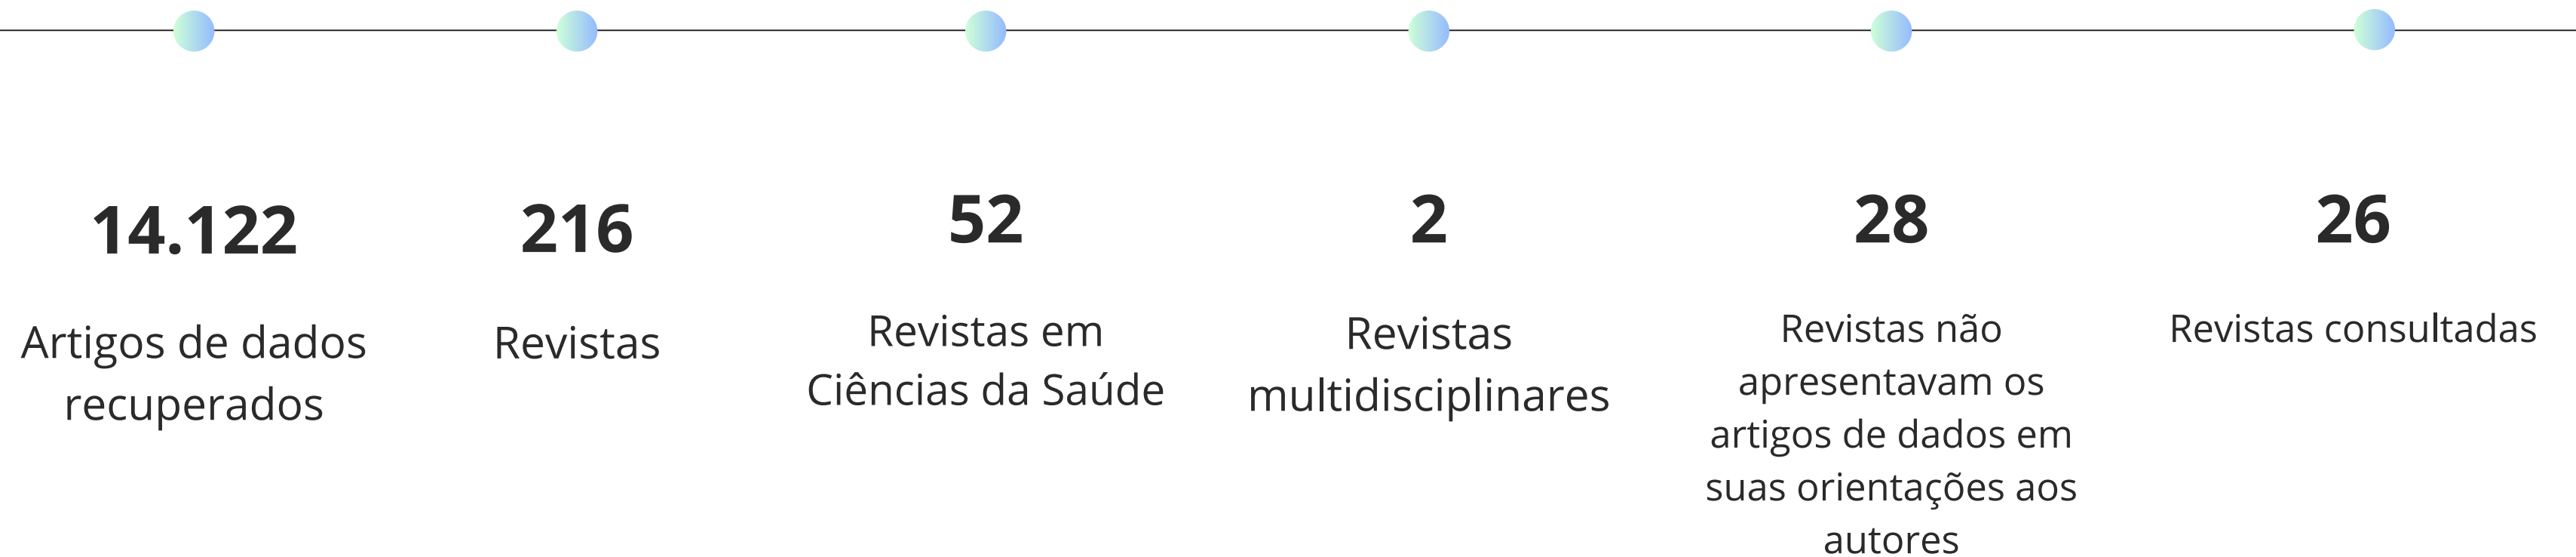 14.122
Artigos de dados
recuperados
216
Revistas
52
Revistas em
Ciências da Saúde
2
Revistas
multidisciplinares
28
Revistas não
apresentavam os
artigos de dados em
suas orientações aos
autores
26
Revistas consultadas